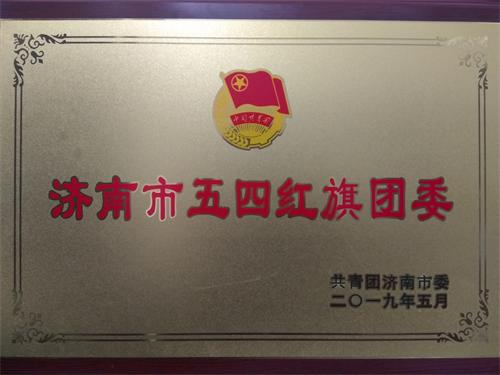 中国共青团
济南市五四红旗团委
共青团济南市委
二〇一九年五月